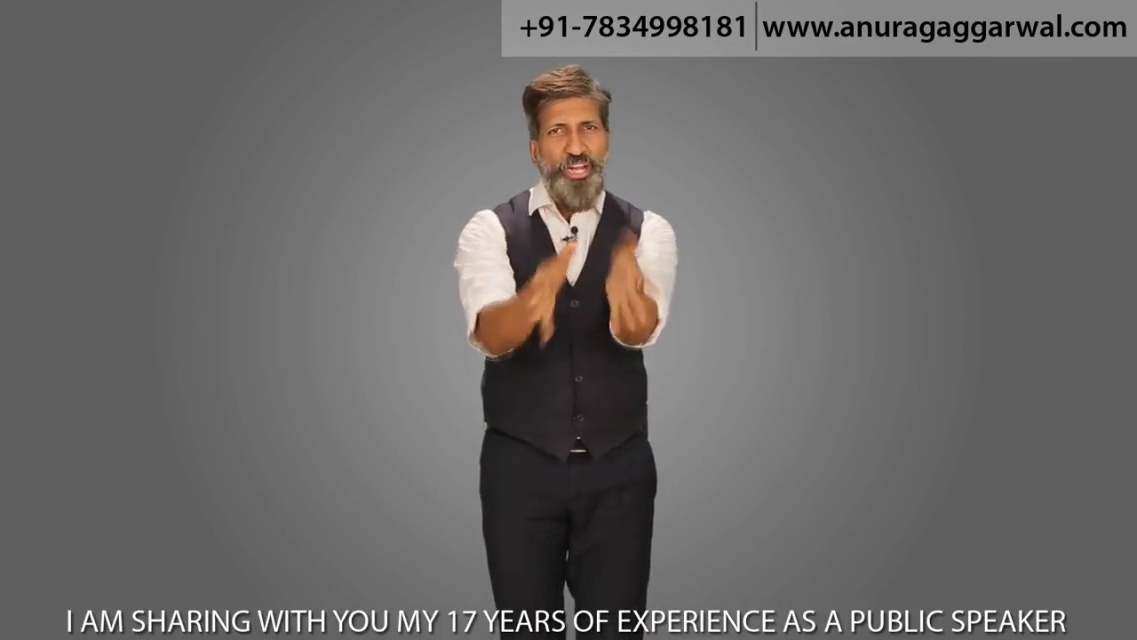 +91-7834998181 | www.anuragaggarwal.com
I AM SHARING WITH YOU MY 17 YEARS OF EXPERIENCE AS A PUBLIC SPEAKER